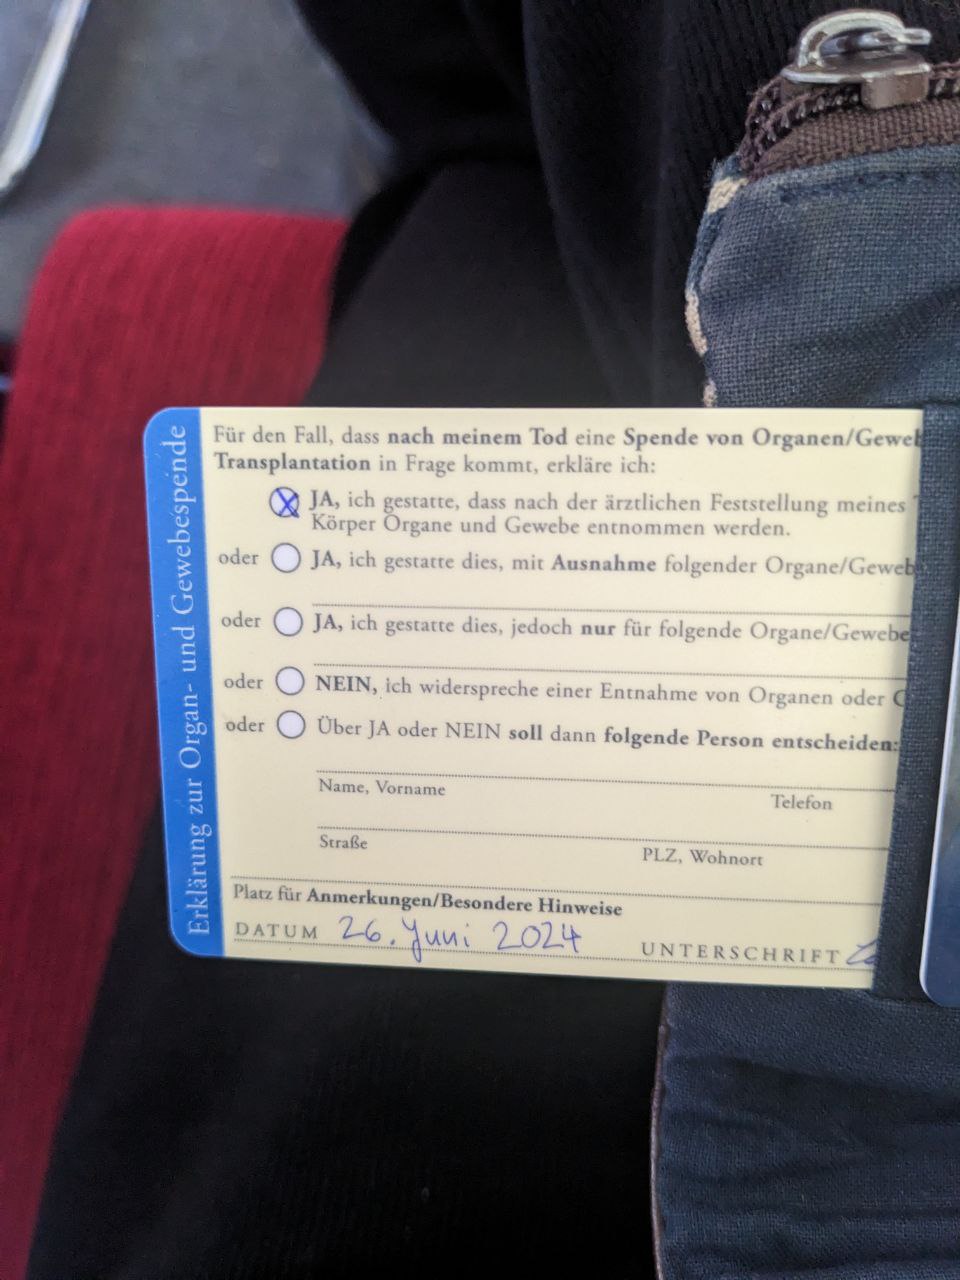 Erklärung zur Organ- und Gewebespende
Für den Fall, dass nach meinem Tod eine Spende von Organen/Geweb
Transplantation in Frage kommt, erkläre ich:
JA, ich gestatte, dass nach der ärztlichen Feststellung meines
Körper Organe und Gewebe entnommen werden.
oder JA, ich gestatte dies, mit Ausnahme folgender Organe/Geweb
oder JA, ich gestatte dies, jedoch nur für folgende Organe/Gewebe
oder NEIN, ich widerspreche einer Entnahme von Organen oder
oder Über JA oder NEIN soll dann folgende Person entscheiden:
Name, Vorname Telefon
Straße PLZ, Wohnort
Platz für Anmerkungen/Besondere Hinweise
DATUM 26. Juni 2024 UNTERSCHRIFT